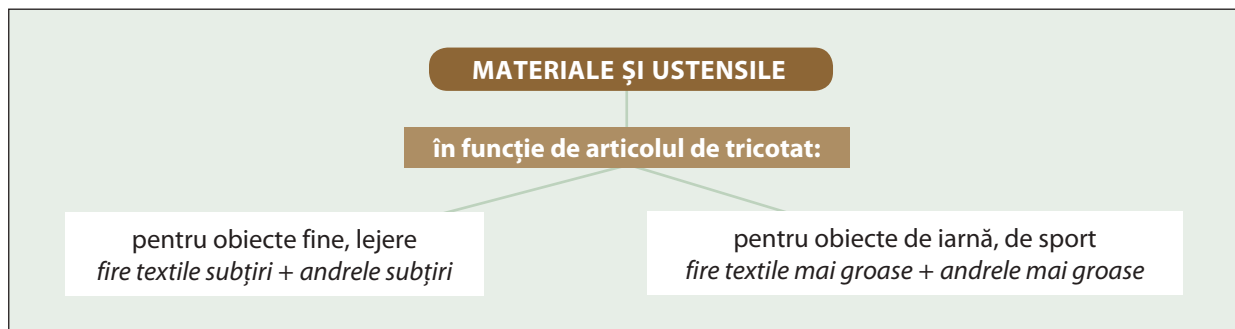 MATERIALE ȘI USTENSILE
în funcție de articolul de tricotat:
pentru obiecte fine, lejere
fire textile subțiri + andrele subțiri
pentru obiecte de iarnă, de sport
fire textile mai groase + andrele mai groase